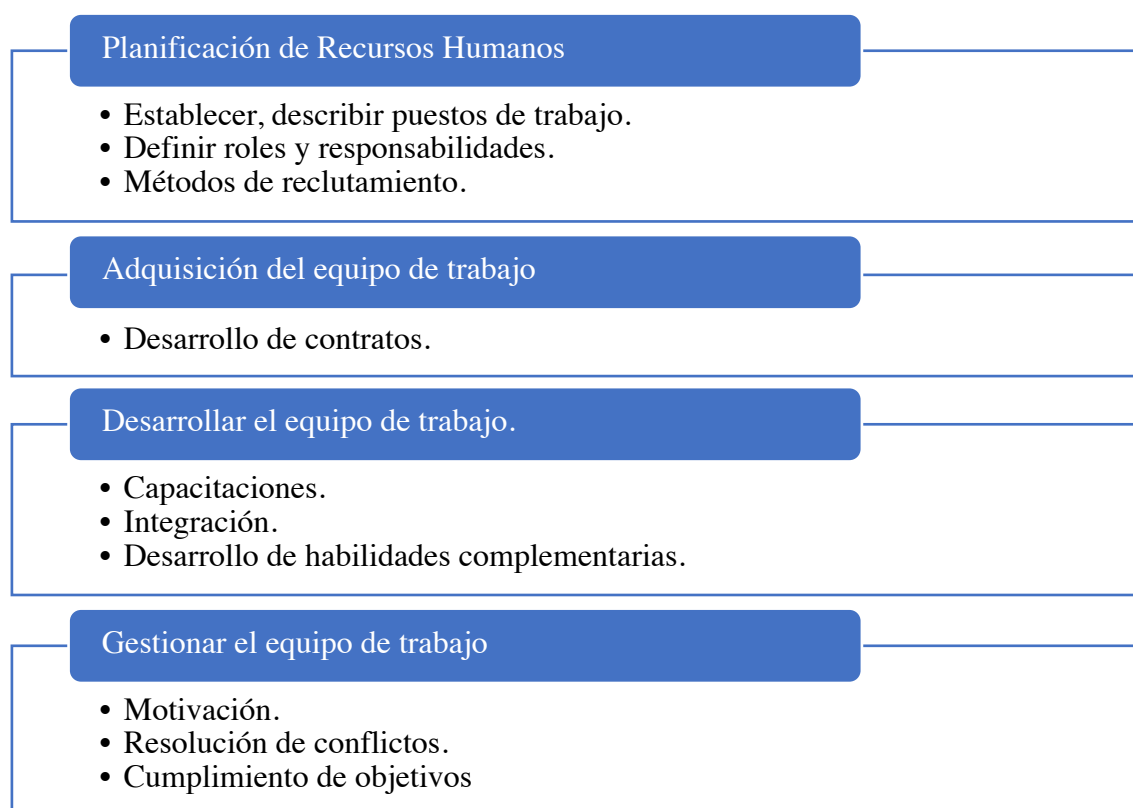 Planificación de Recursos Humanos
• Establecer, describir puestos de trabajo.
• Definir roles y responsabilidades.
• Métodos de reclutamiento.
Adquisición del equipo de trabajo
• Desarrollo de contratos.
Desarrollar el equipo de trabajo.
• Capacitaciones.
• Integración.
• Desarrollo de habilidades complementarias.
Gestionar el equipo de trabajo
• Motivación.
• Resolución de conflictos.
• Cumplimiento de objetivos